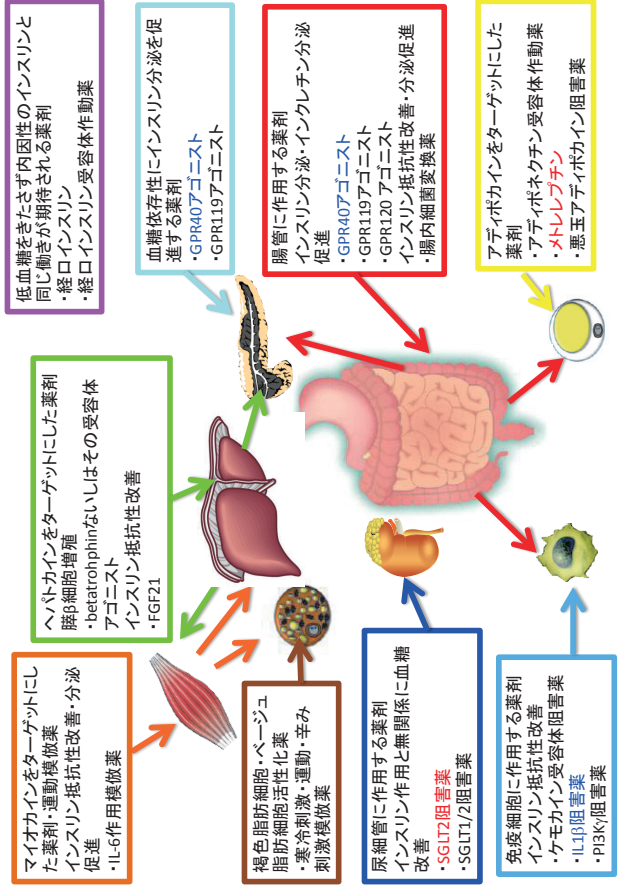 マイオカインをターゲットにし
た薬剤・運動模倣薬
インスリン抵抗性改善・分泌
促進
・IL-6作用模倣薬
ヘパトカインをターゲットにした薬剤
膵β細胞増殖
・betatrohphinないしはその受容体
アゴニスト
インスリン抵抗性改善
・FGF21
低血糖をきたさず内因性のインスリンと
同じ働きが期待される薬剤
・経口インスリン
・経口インスリン受容体作動薬
血糖依存性にインスリン分泌を促
進する薬剤
・GPR40アゴニスト
・GPR119アゴニスト
褐色脂肪細胞・ベージュ
脂肪細胞活性化薬
・寒冷刺激・運動・辛み
刺激模倣薬
腸管に作用する薬剤
インスリン分泌・インクレチン分泌
促進
・GPR40アゴニスト
・GPR119アゴニスト
・GPR120 アゴニスト
インスリン抵抗性改善・分泌促進
・腸内細菌変換薬
尿細管に作用する薬剤
インスリン作用と無関係に血糖
改善
・SGLT2阻害薬
・SGLT1/2阻害薬
免疫細胞に作用する薬剤
インスリン抵抗性改善
・ケモカイン受容体阻害薬
・IL1β阻害薬
・PI3Kγ阻害薬
アディポカインをターゲットにした
薬剤
・アディポネクチン受容体作動薬
・メトレレプチン
・悪玉アディポカイン阻害薬